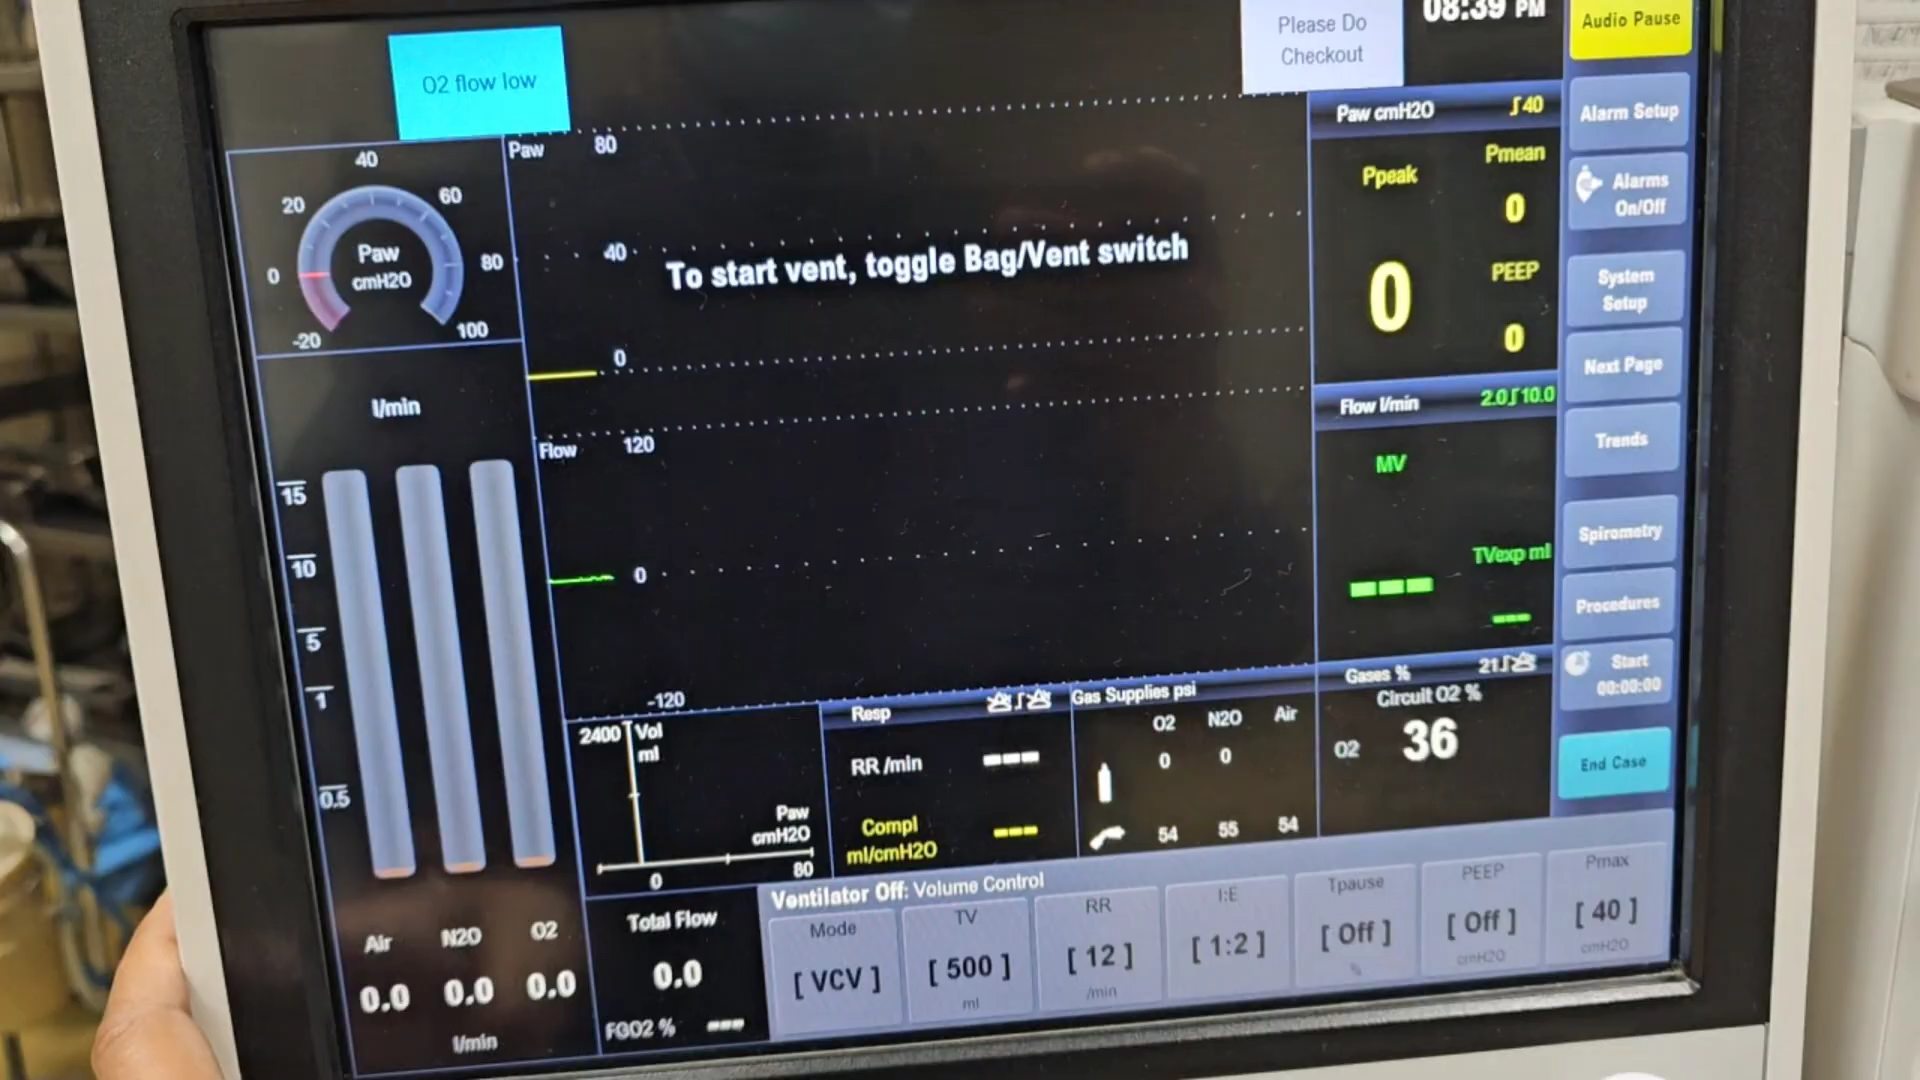 O2 flow low
Please Do
Checkout
08:39 PM
Audio Pause
Alarm Setup
Alarms
On/Off
System
Setup
Next Page
Trends
Spirometry
Procedures
Start
00:00:00
End Case
40
20
60
0
80
-20
100
Paw
cmH2O
Paw 80
40
To start vent, toggle Bag/Vent switch
0
Flow 120
0
-120
Paw cmH2O 40
Ppeak
Pmean
0
0
PEEP
0
Flow l/min 2.0 10.0
MV
---
TVexp ml
---
l/min
15
10
5
1
0.5
Air N2O O2
0.0 0.0 0.0
l/min
2400 Vol
ml
Paw
cmH2O
0 80
Resp
RR /min ---
Compl
ml/cmH2O ---
Gas Supplies psi
O2 N2O Air
0 0
54 55 54
Gases % 21
Circuit O2 %
O2 36
Total Flow
0.0
FGO2 % ---
Ventilator Off: Volume Control
Mode
[ VCV ]
TV
[ 500 ]
ml
RR
[ 12 ]
/min
I:E
[ 1:2 ]
Tpause
[ Off ]
%
PEEP
[ Off ]
cmH2O
Pmax
[ 40 ]
cmH2O